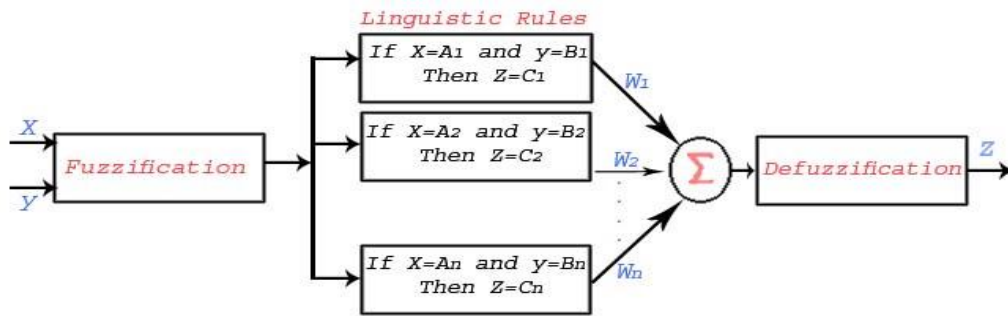 Linguistic Rules
If X=A1 and y=B1
Then Z=C1
W1
X
Y
Fuzzification
If X=A2 and y=B2
Then Z=C2
W2
Σ
Defuzzification
Z
If X=An and y=Bn
Then Z=Cn
Wn